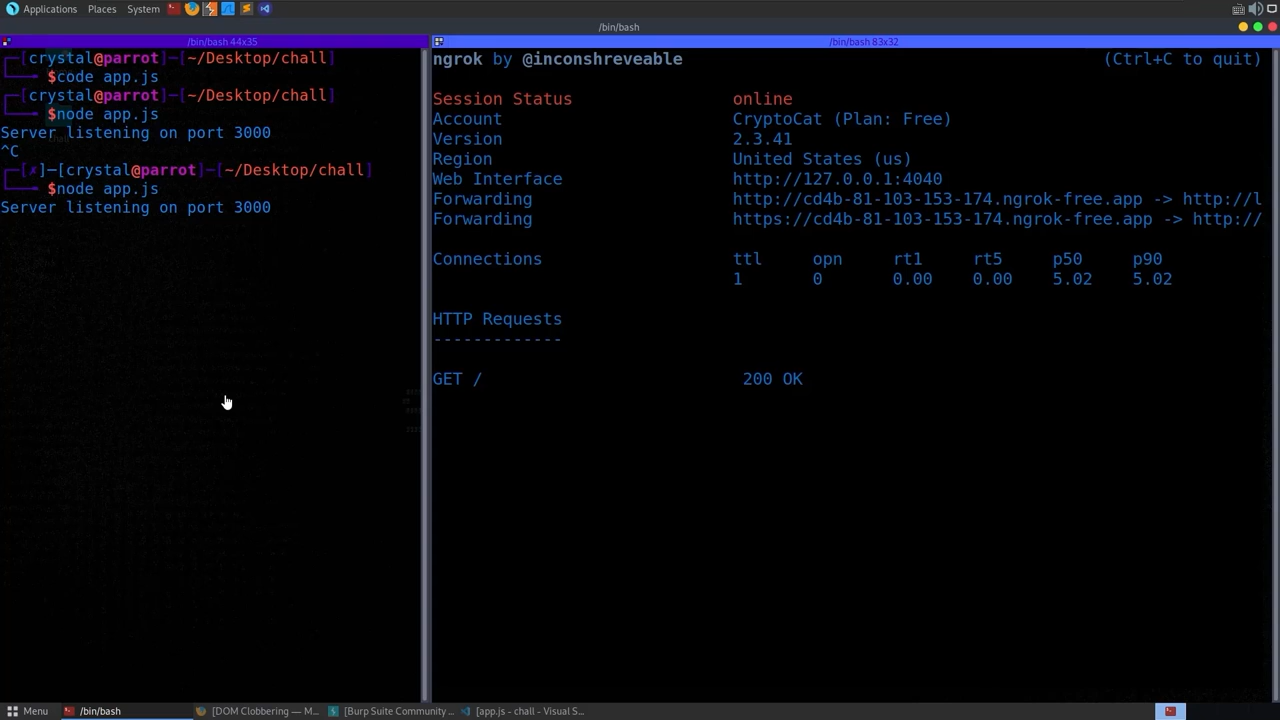 Applications Places System
/bin/bash
/bin/bash 44x35
┌─[crystal@parrot]─[~/Desktop/chall]
└──╼ $code app.js
┌─[crystal@parrot]─[~/Desktop/chall]
└──╼ $node app.js
Server listening on port 3000
^C
┌─[✗]─[crystal@parrot]─[~/Desktop/chall]
└──╼ $node app.js
Server listening on port 3000
/bin/bash 83x32
ngrok by @inconshreveable (Ctrl+C to quit)
Session Status online
Account CryptoCat (Plan: Free)
Version 2.3.41
Region United States (us)
Web Interface http://127.0.0.1:4040
Forwarding http://cd4b-81-103-153-174.ngrok-free.app -> http://l
Forwarding https://cd4b-81-103-153-174.ngrok-free.app -> http://
Connections ttl opn rt1 rt5 p50 p90
1 0 0.00 0.00 5.02 5.02
HTTP Requests
-------------
GET / 200 OK
Menu /bin/bash [DOM Clobbering — M... [Burp Suite Community ... [app.js - chall - Visual S...